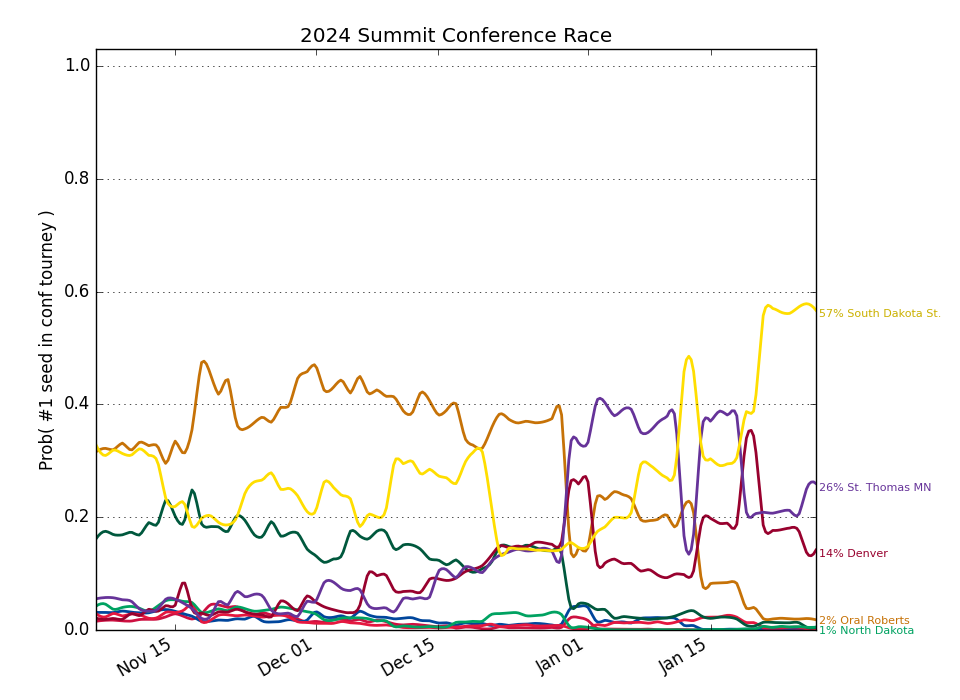 2024 Summit Conference Race
Prob( #1 seed in conf tourney )
1.0
0.8
0.6
0.4
0.2
0.0
57% South Dakota St.
26% St. Thomas MN
14% Denver
2% Oral Roberts
1% North Dakota
Nov 15
Dec 01
Dec 15
Jan 01
Jan 15